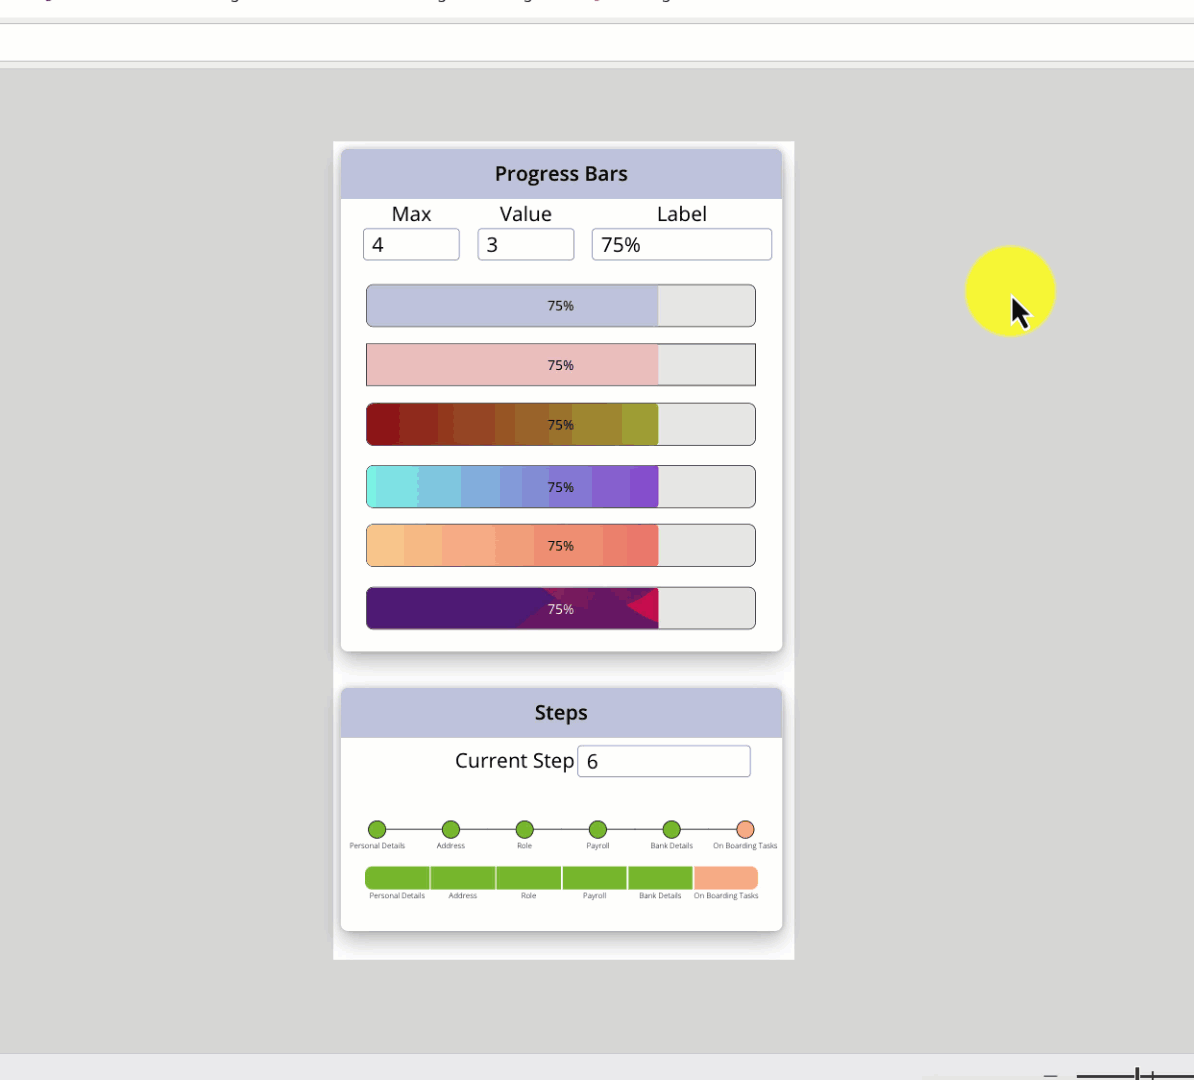 Progress Bars
Max Value Label
4 3 75%
75%
75%
75%
75%
75%
75%
Steps
Current Step 6
Personal Details Address Role Payroll Bank Details On Boarding Tasks
Personal Details Address Role Payroll Bank Details On Boarding Tasks